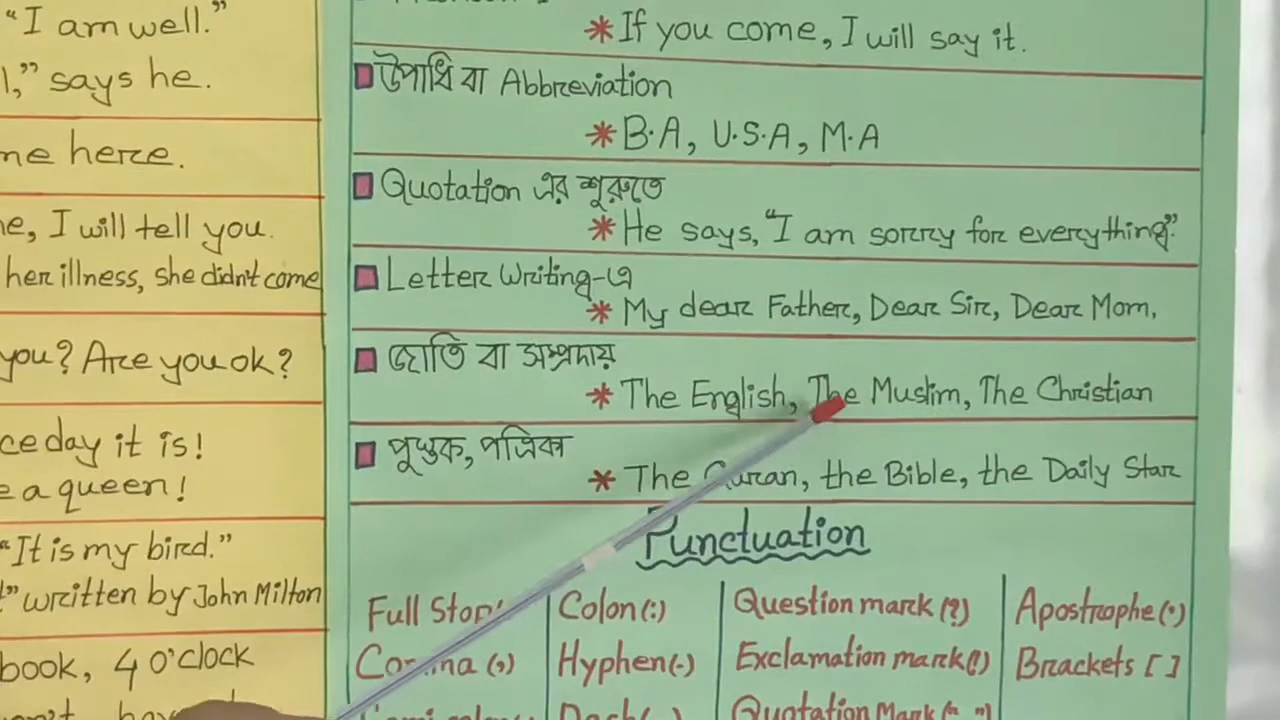 “I am well.”
,” says he.
here.
, I will tell you.
her illness, she didn't come
you? Are you ok?
day it is!
a queen!
“It is my bird.”
” written by John Milton
book, 4 O'clock
* If you come, I will say it.
উপাধি বা Abbreviation
* B.A, U.S.A, M.A
Quotation এর শুরুতে
* He says, “I am sorry for everything”.
Letter Writing-এ
* My dear Father, Dear Sir, Dear Mom,
জাতি বা সম্প্রদায়
* The English, The Muslim, The Christian
পুস্তক, পত্রিকা
* The Quran, the Bible, the Daily Star
Punctuation
Full Stop Colon(:) Question mark (?) Apostrophe(')
Comma (,) Hyphen(-) Exclamation mark(!) Brackets [ ]
Quotation Mark (“ ”)